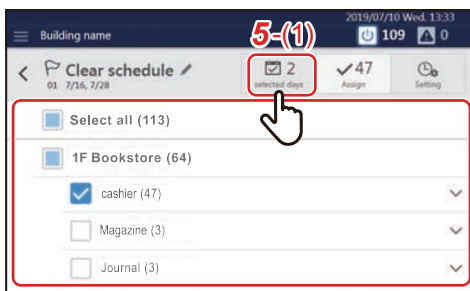 2019/07/10 Wed. 13:33
Building name
5-(1)
109
0
Clear schedule
01 7/16, 7/28
2
selected days
47
Assign
Setting
Select all (113)
1F Bookstore (64)
cashier (47)
Magazine (3)
Journal (3)